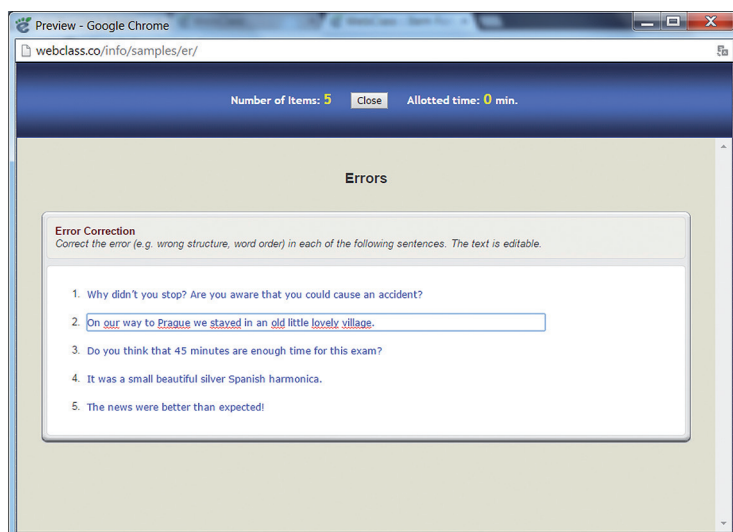 Preview - Google Chrome
webclass.co/info/samples/er/
Number of Items: 5 Close Allotted time: 0 min.
Errors
Error Correction
Correct the error (e.g. wrong structure, word order) in each of the following sentences. The text is editable.
1. Why didn't you stop? Are you aware that you could cause an accident?
2. On our way to Prague we stayed in an old little lovely village.
3. Do you think that 45 minutes are enough time for this exam?
4. It was a small beautiful silver Spanish harmonica.
5. The news were better than expected!